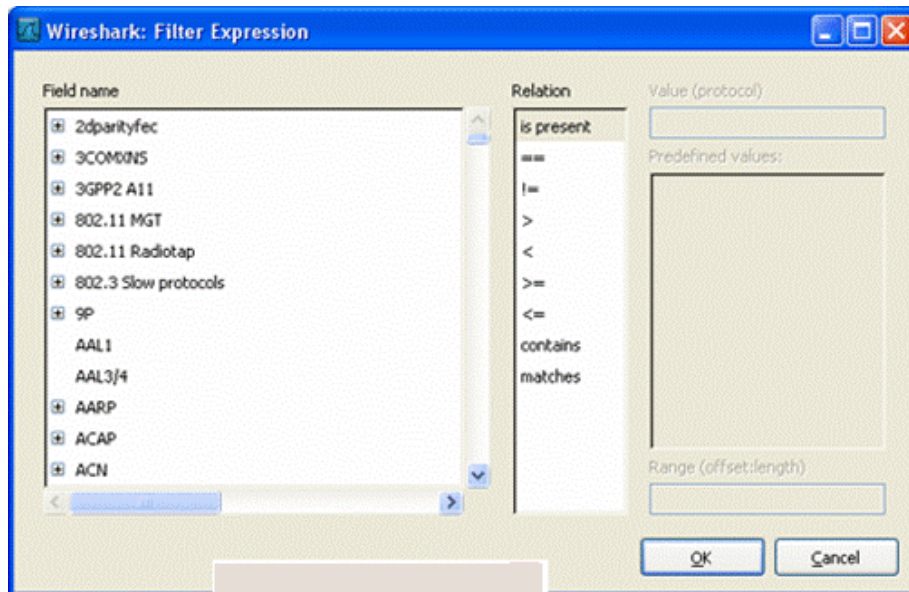 Wireshark: Filter Expression
Field name
2dparityfec
3COMXNS
3GPP2 A11
802.11 MGT
802.11 Radiotap
802.3 Slow protocols
9P
AAL1
AAL3/4
AARP
ACAP
ACN
Relation
is present
==
!=
>
<
>=
<=
contains
matches
Value (protocol)
Predefined values:
Range (offset:length)
OK
Cancel